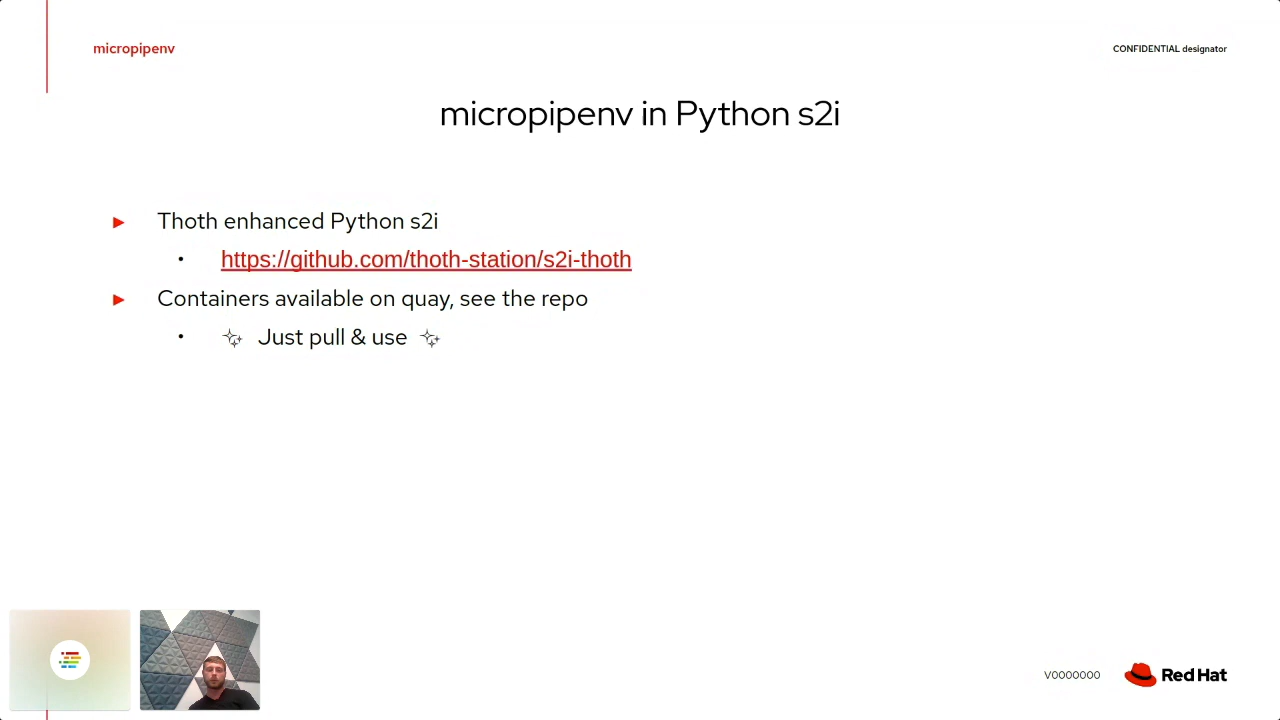 micropipenv
CONFIDENTIAL designator
micropipenv in Python s2i
► Thoth enhanced Python s2i
• https://github.com/thoth-station/s2i-thoth
► Containers available on quay, see the repo
• ✨ Just pull & use ✨
V0000000
Red Hat